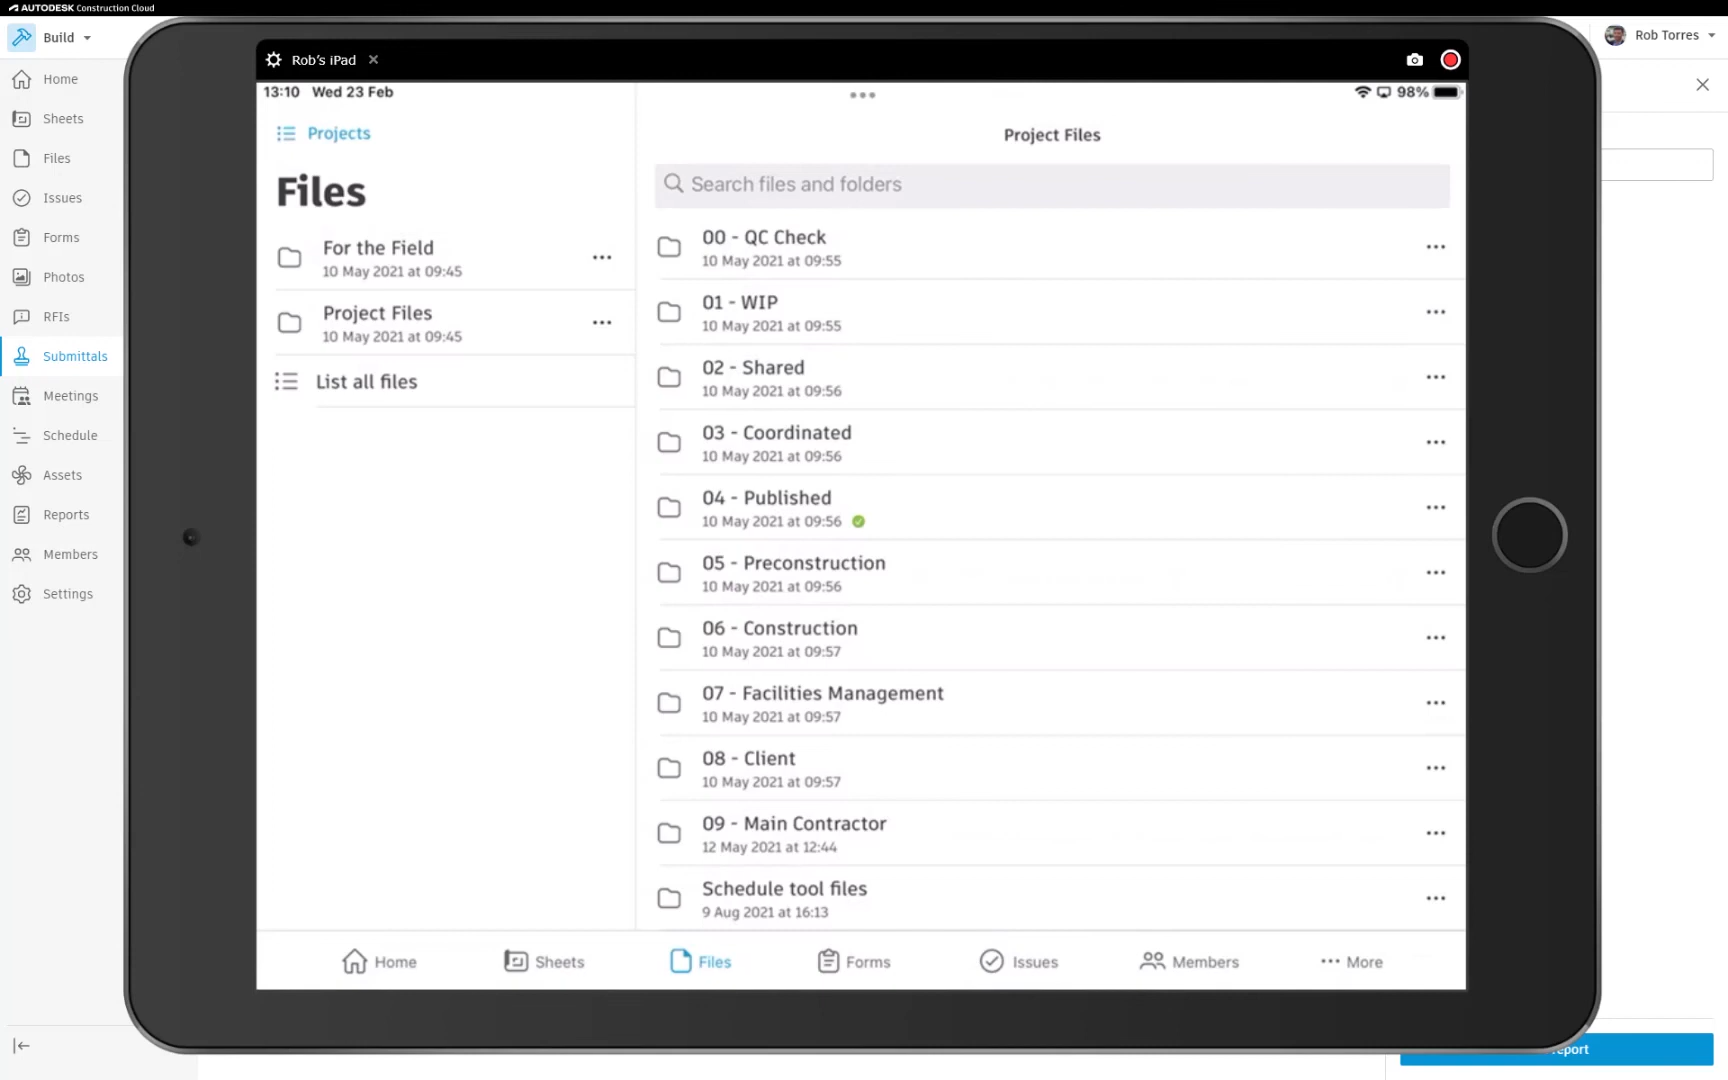 AUTODESK Construction Cloud
Build
Rob Torres
Home
Sheets
Files
Issues
Forms
Photos
RFIs
Submittals
Meetings
Schedule
Assets
Reports
Members
Settings
Rob's iPad
13:10 Wed 23 Feb
98%
Projects
Files
For the Field
10 May 2021 at 09:45
Project Files
10 May 2021 at 09:45
List all files
Project Files
Search files and folders
00 - QC Check
10 May 2021 at 09:55
01 - WIP
10 May 2021 at 09:55
02 - Shared
10 May 2021 at 09:56
03 - Coordinated
10 May 2021 at 09:56
04 - Published
10 May 2021 at 09:56
05 - Preconstruction
10 May 2021 at 09:56
06 - Construction
10 May 2021 at 09:57
07 - Facilities Management
10 May 2021 at 09:57
08 - Client
10 May 2021 at 09:57
09 - Main Contractor
12 May 2021 at 12:44
Schedule tool files
9 Aug 2021 at 16:13
Home
Sheets
Files
Forms
Issues
Members
More